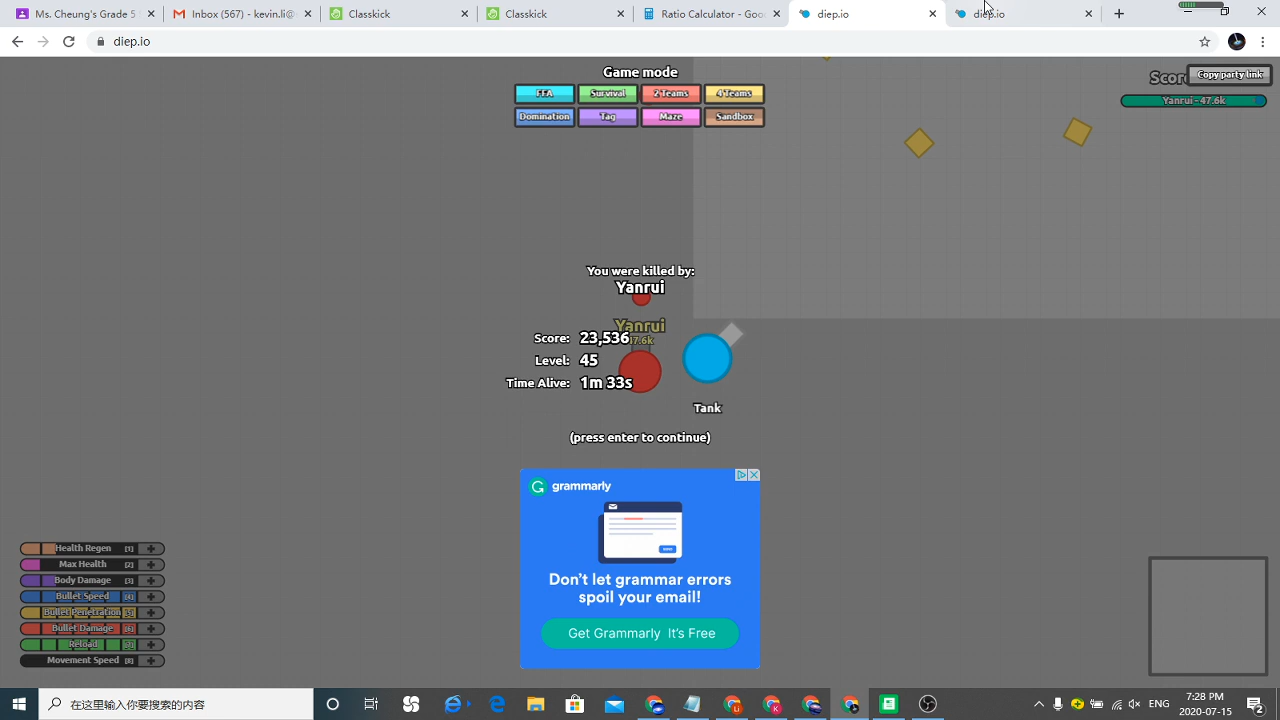 Ms. Cheung's Grade 5
Inbox (567) - kevin.li@
Classkick
Classkick
Ratio Calculator - Goo
diep.io
diep.io
diep.io
Game mode
FFA
Survival
2 Teams
4 Teams
Domination
Tag
Maze
Sandbox
Copy party link
Yanrui - 47.6k
You were killed by:
Yanrui
Yanrui
Score: 23,536
Level: 45
Time Alive: 1m 33s
Tank
(press enter to continue)
grammarly
Don't let grammar errors
spoil your email!
Get Grammarly It's Free
Health Regen [1]
Max Health [2]
Body Damage [3]
Bullet Speed [4]
Bullet Penetration [5]
Bullet Damage [6]
Reload [7]
Movement Speed [8]
在这里输入你要搜索的内容
ENG
7:28 PM
2020-07-15
2